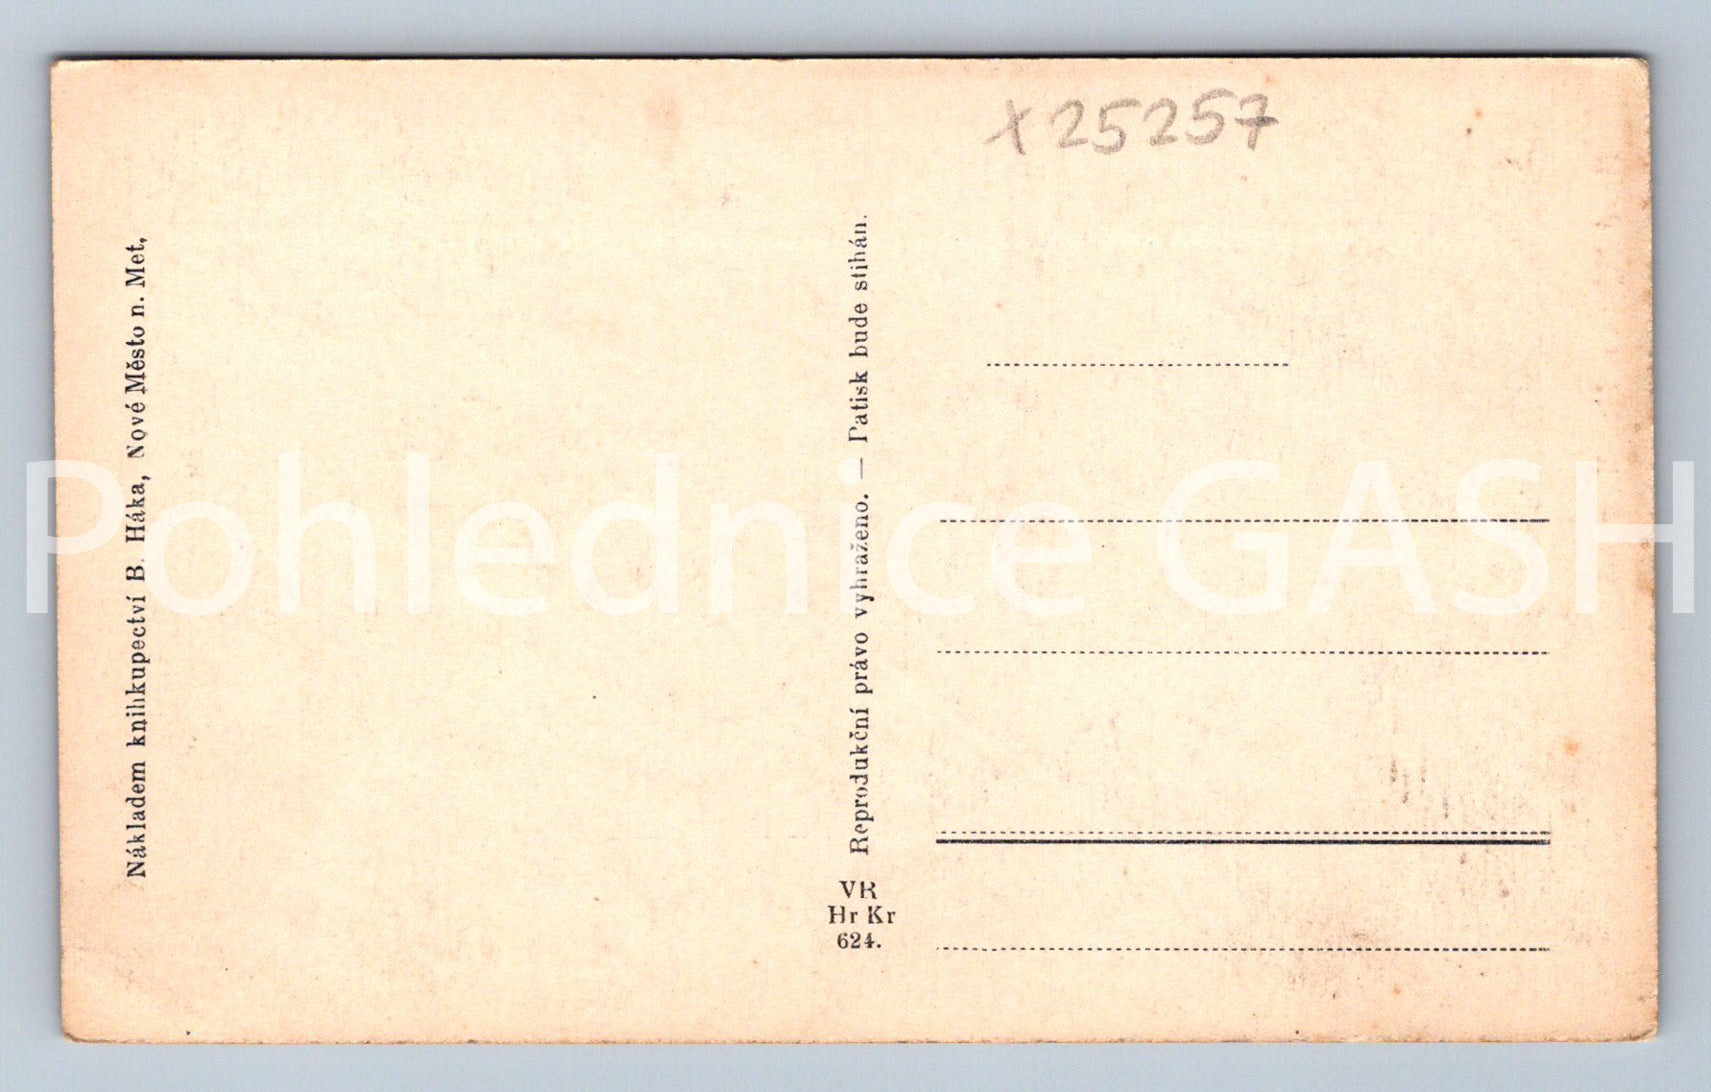 x25257
Nákladem knihkupectví B. Háka, Nové Město n. Met.
Reprodukční právo vyhraženo. — Patisk bude stíhán.
VR
Hr Kr
624.
Pohlednice GASH